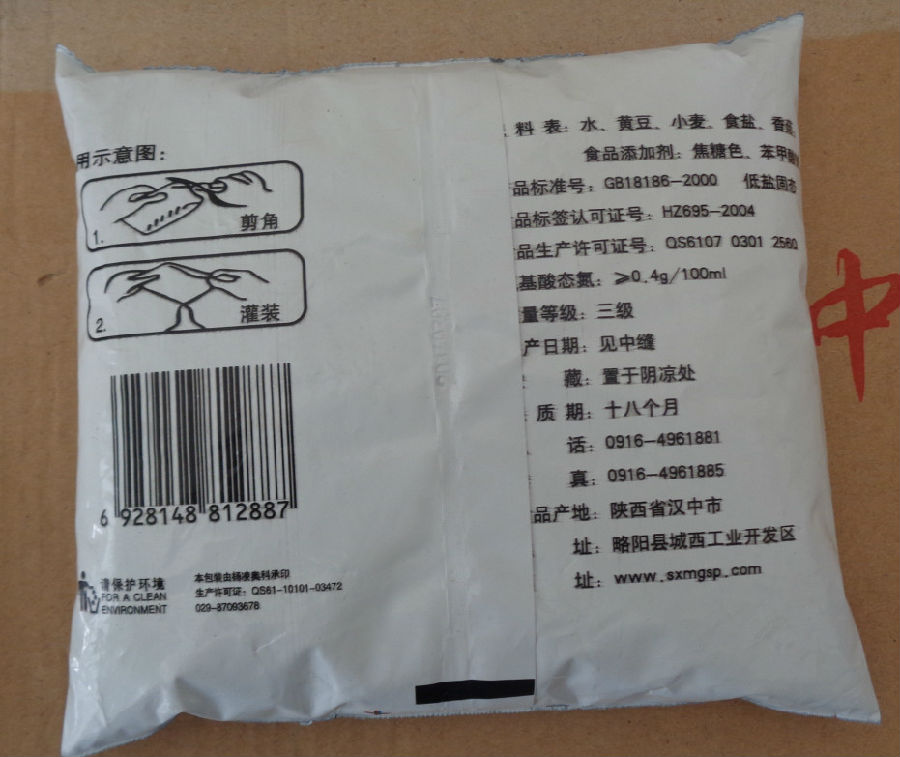 用示意图：
1.
剪角
2.
灌装
6 928148 812887
请保护环境
FOR A CLEAN
ENVIRONMENT
本包装由杨凌奥科承印
生产许可证：QS61-10101-03472
029-87093678
料 表：水、黄豆、小麦、食盐、香
食品添加剂：焦糖色、苯甲酸
品标准号：GB18186-2000 低盐固态
品标签认可证号：HZ695-2004
品生产许可证号：QS6107 0301 2560
基酸态氮：≥0.4g/100ml
量等级：三级
产日期：见中缝
藏：置于阴凉处
质 期：十八个月
话：0916-4961881
真：0916-4961885
品产地：陕西省汉中市
址：略阳县城西工业开发区
址：www.sxmgsp.com
中